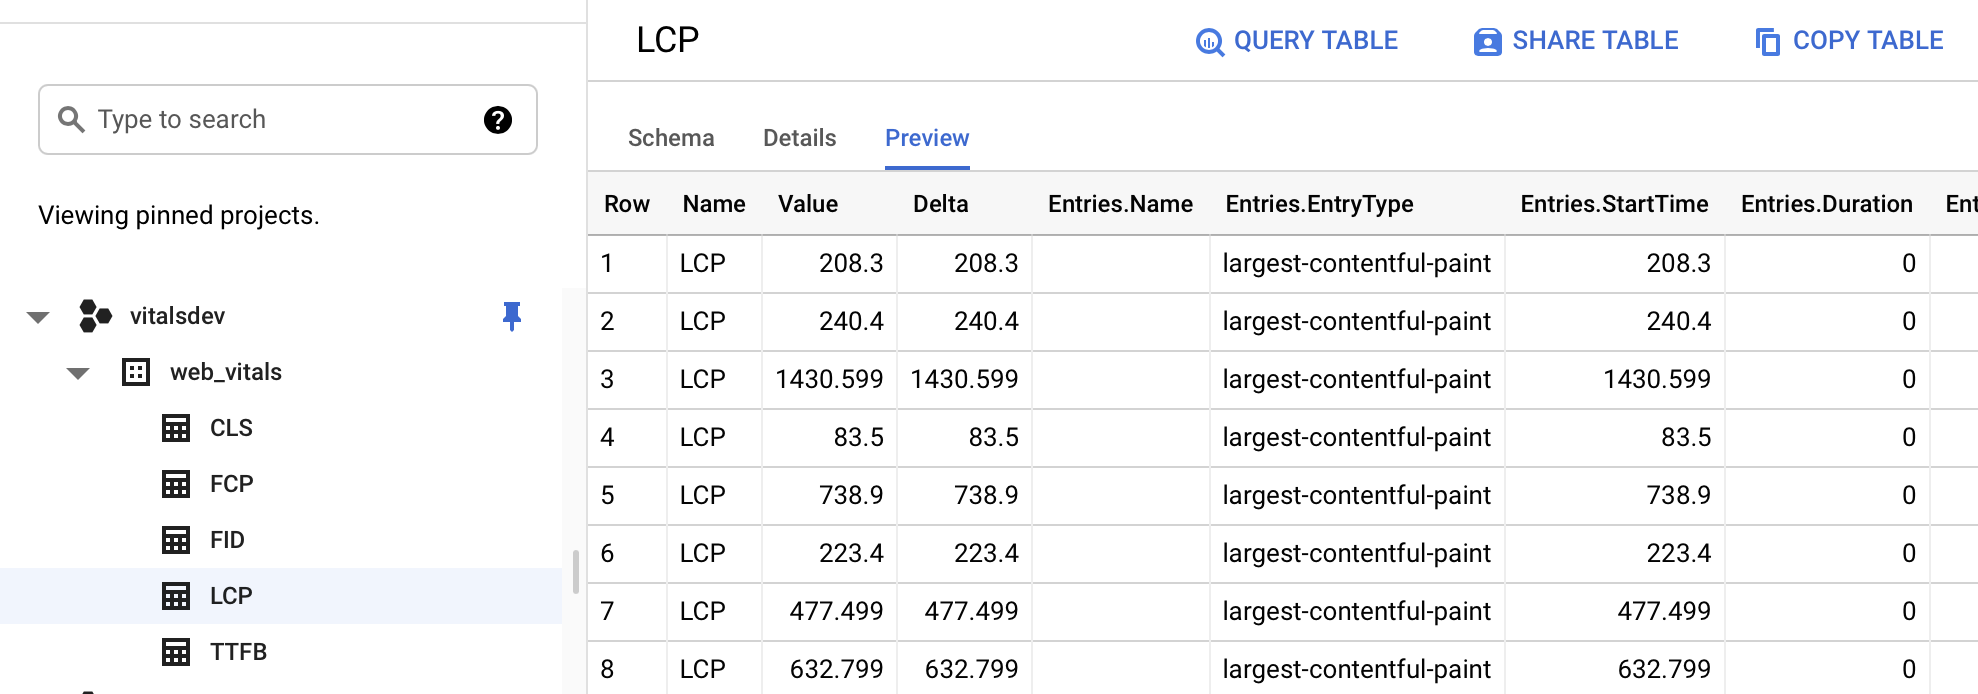 LCP
QUERY TABLE
SHARE TABLE
COPY TABLE
Type to search
Viewing pinned projects.
vitalsdev
web_vitals
CLS
FCP
FID
LCP
TTFB
Schema Details Preview
Row Name Value Delta Entries.Name Entries.EntryType Entries.StartTime Entries.Duration Ent
1 LCP 208.3 208.3 largest-contentful-paint 208.3 0
2 LCP 240.4 240.4 largest-contentful-paint 240.4 0
3 LCP 1430.599 1430.599 largest-contentful-paint 1430.599 0
4 LCP 83.5 83.5 largest-contentful-paint 83.5 0
5 LCP 738.9 738.9 largest-contentful-paint 738.9 0
6 LCP 223.4 223.4 largest-contentful-paint 223.4 0
7 LCP 477.499 477.499 largest-contentful-paint 477.499 0
8 LCP 632.799 632.799 largest-contentful-paint 632.799 0